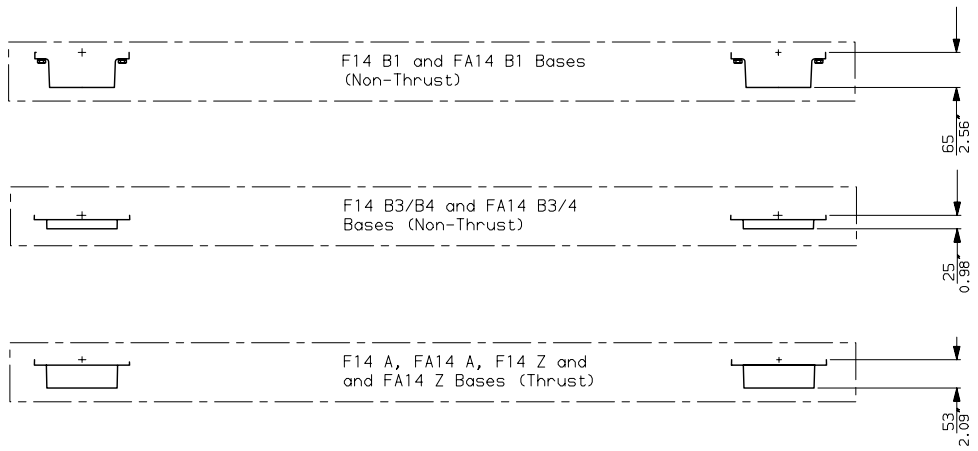 F14 B1 and FA14 B1 Bases
(Non-Thrust)
65
2.56"
F14 B3/B4 and FA14 B3/4
Bases (Non-Thrust)
25
0.98"
F14 A, FA14 A, F14 Z and
and FA14 Z Bases (Thrust)
53
2.09"